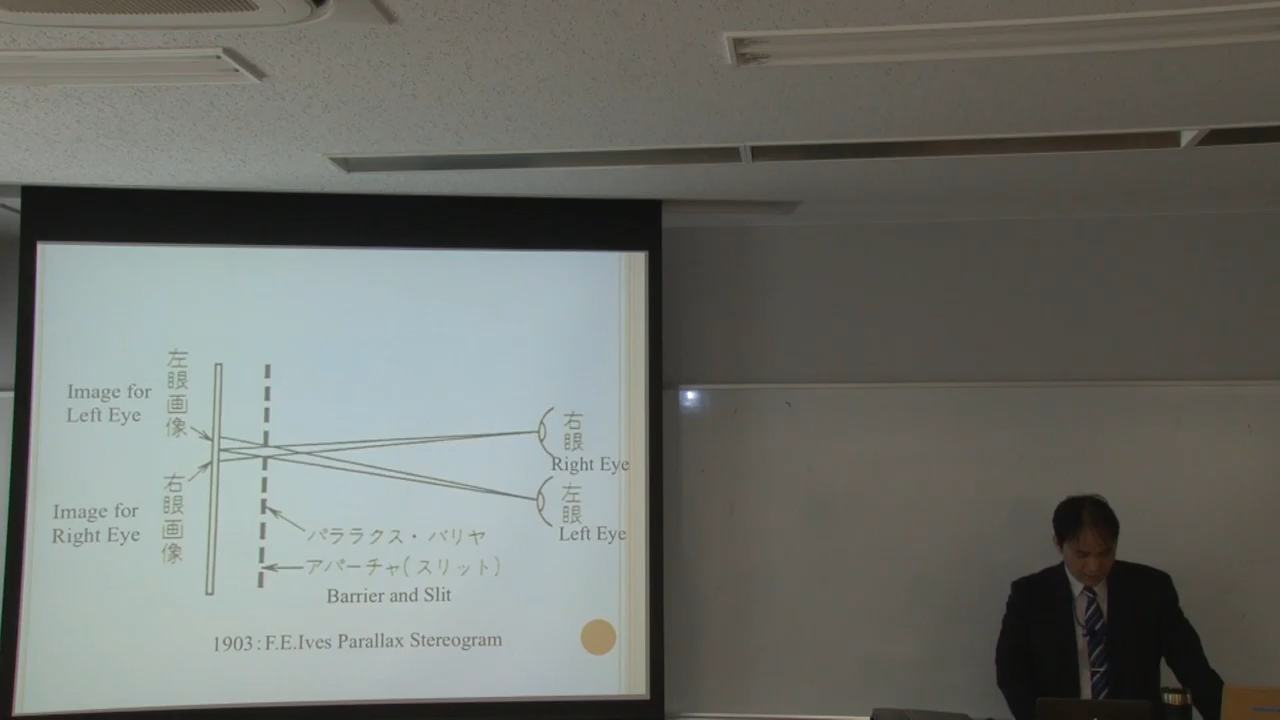 左眼画像
Image for
Left Eye
右眼
Right Eye
右眼画像
Image for
Right Eye
左眼
Left Eye
パララクス・バリヤ
アパーチャ(スリット)
Barrier and Slit
1903:F.E.Ives Parallax Stereogram